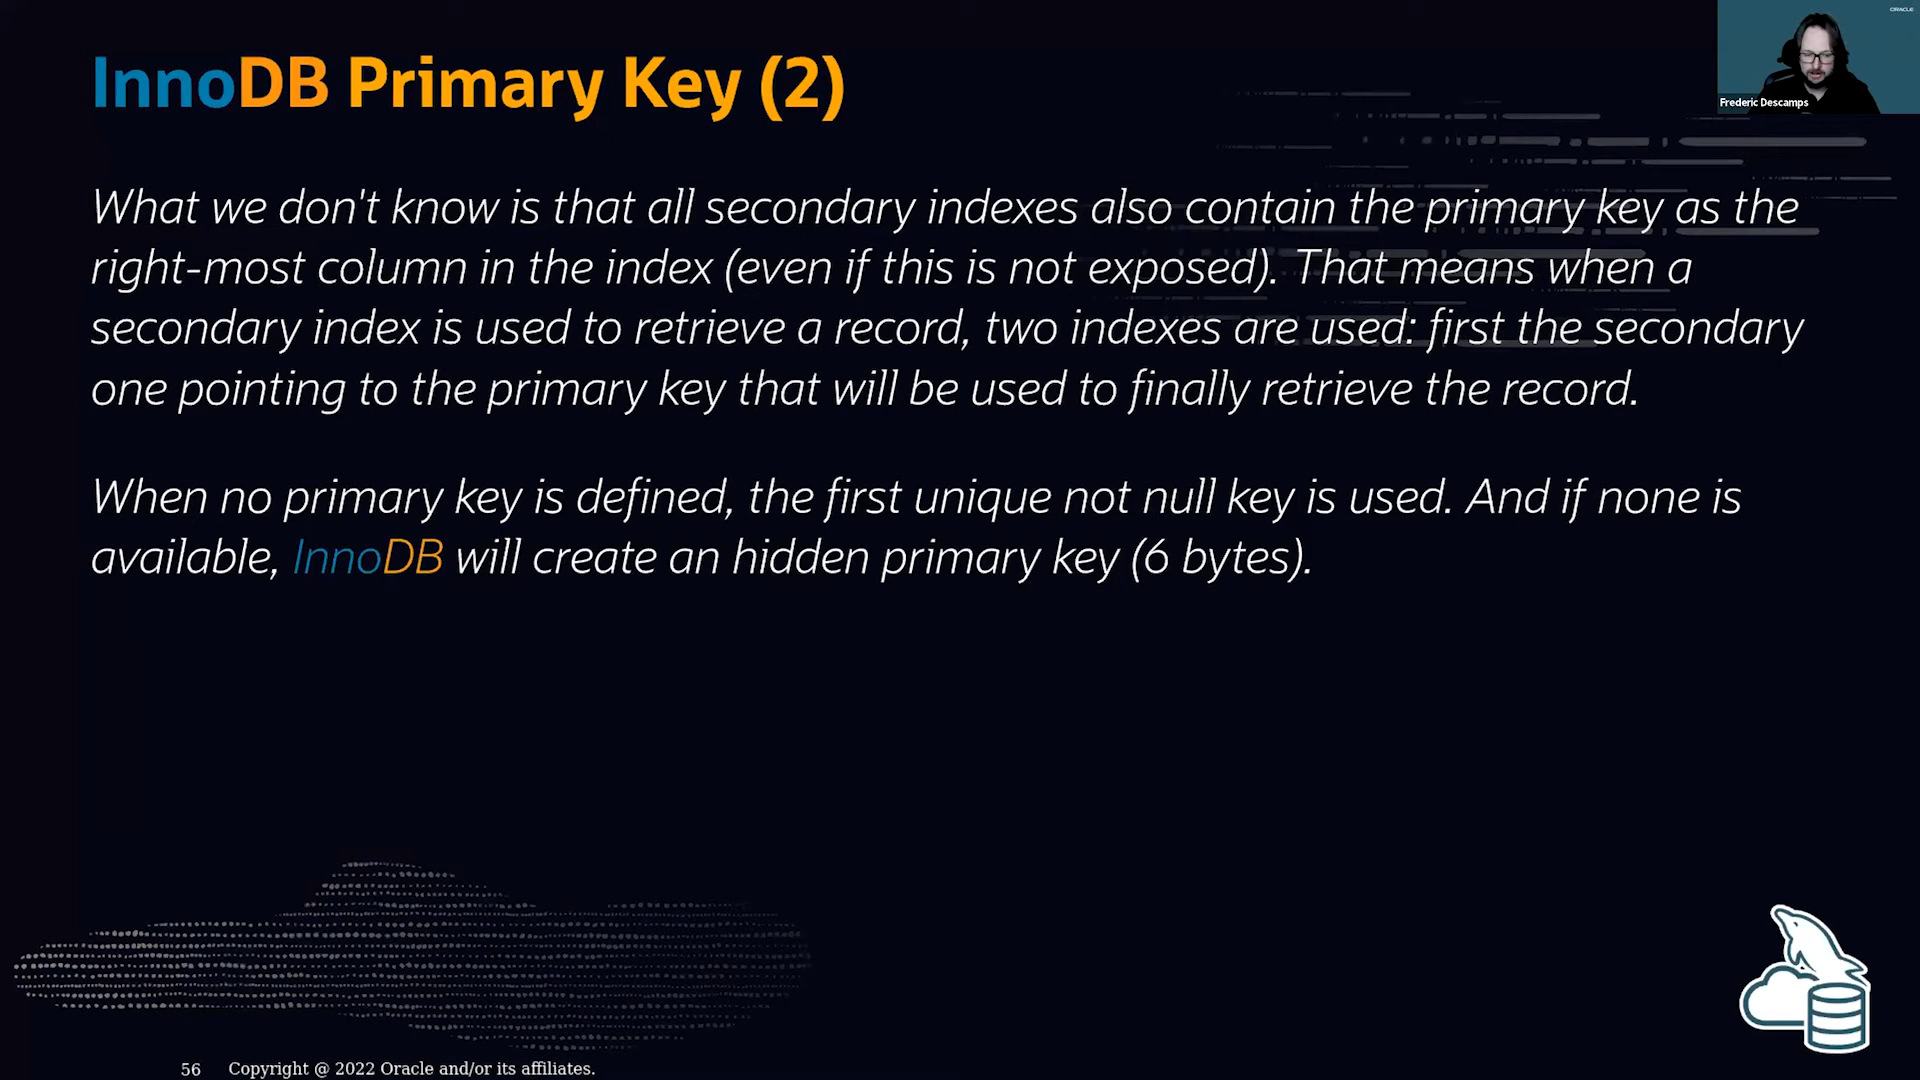 ORACLE
Frederic Descamps
InnoDB Primary Key (2)
What we don't know is that all secondary indexes also contain the primary key as the
right-most column in the index (even if this is not exposed). That means when a
secondary index is used to retrieve a record, two indexes are used: first the secondary
one pointing to the primary key that will be used to finally retrieve the record.
When no primary key is defined, the first unique not null key is used. And if none is
available, InnoDB will create an hidden primary key (6 bytes).
56 Copyright @ 2022 Oracle and/or its affiliates.